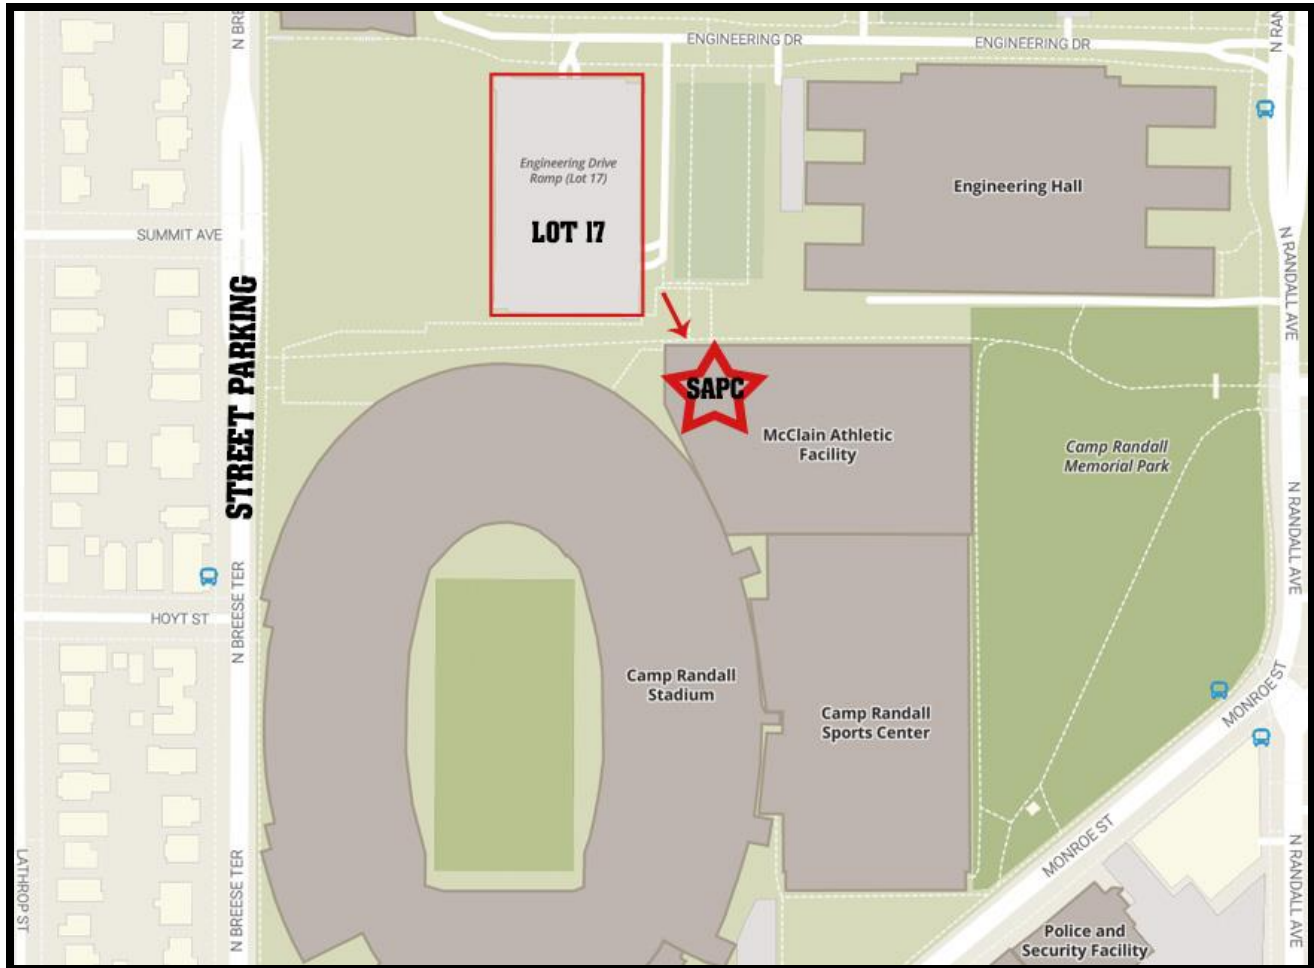 N BRE
ENGINEERING DR
ENGINEERING DR
N RAN
Engineering Drive
Ramp (Lot 17)
LOT 17
Engineering Hall
SUMMIT AVE
N RANDALL AVE
STREET PARKING
SAPC
McClain Athletic
Facility
Camp Randall
Memorial Park
N RANDALL AVE
HOYT ST
N BREESE TER
Camp Randall
Stadium
Camp Randall
Sports Center
MONROE ST
MONROE ST
LATHROP ST
N BREESE TER
N RANDALL AVE
Police and
Security Facility